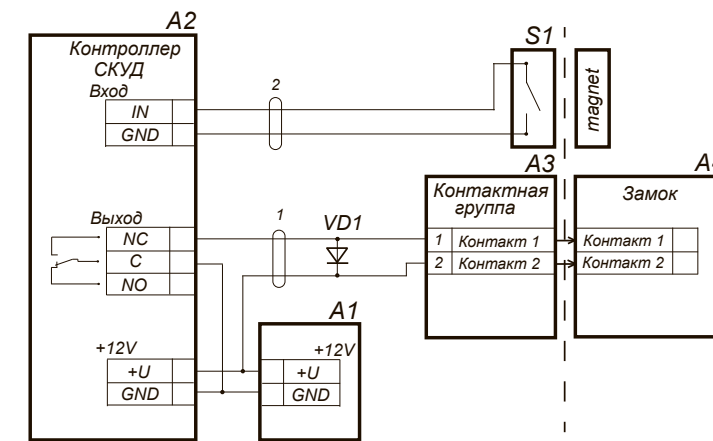 A2
S1
Контроллер
СКУД
Вход
IN
GND
2
magnet
A3
A4
Контактная
группа
Замок
1 Контакт 1
2 Контакт 2
Контакт 1
Контакт 2
Выход
NC
C
NO
1
VD1
A1
+12V
+U
GND
+12V
+U
GND